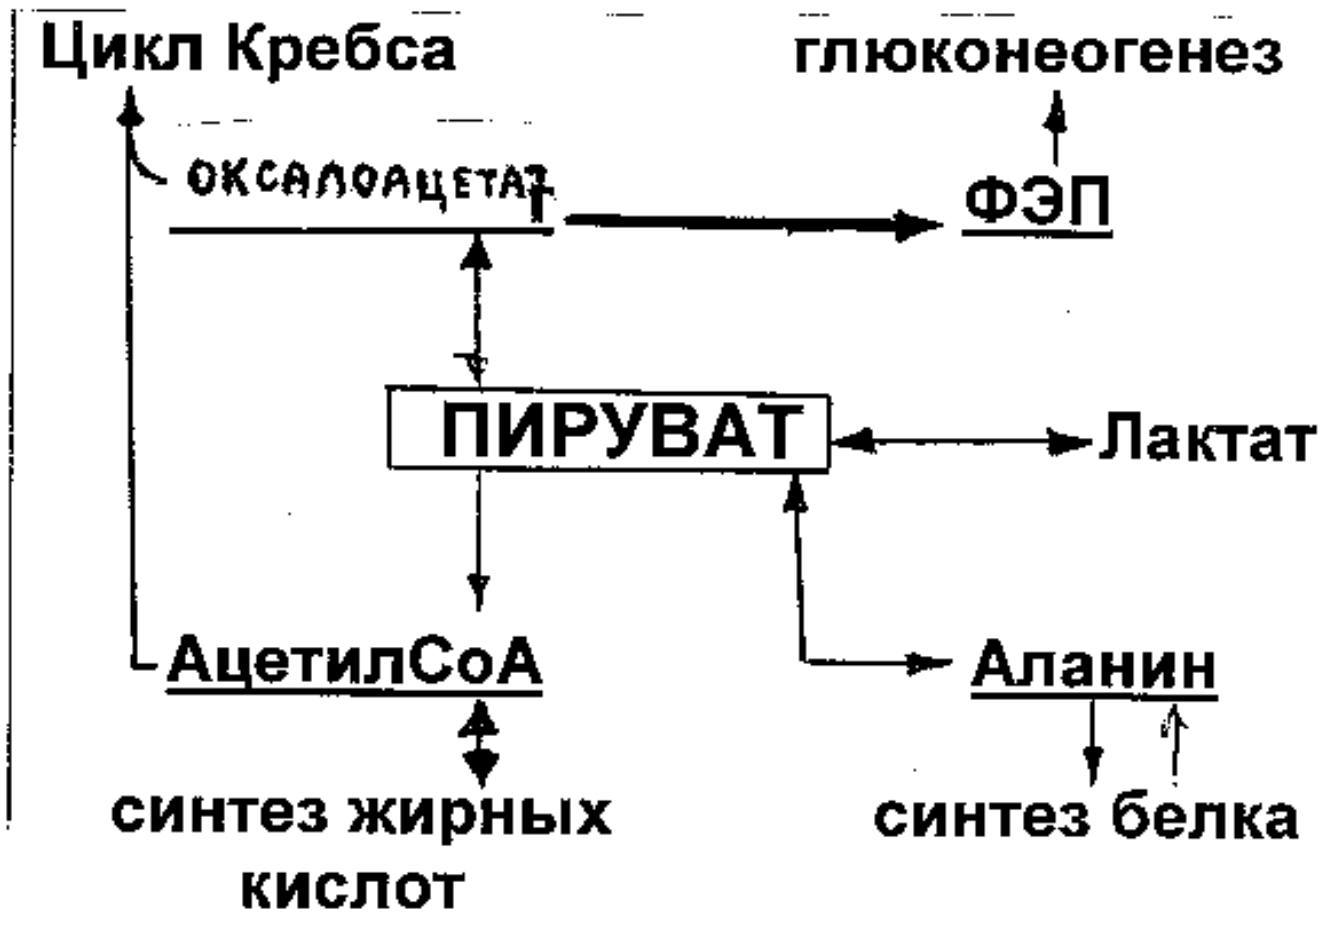 Цикл Кребса
глюконеогенез
ОКСАЛОАЦЕТАТ
ФЭП
ПИРУВАТ
Лактат
АцетилСоА
Аланин
синтез жирных
кислот
синтез белка